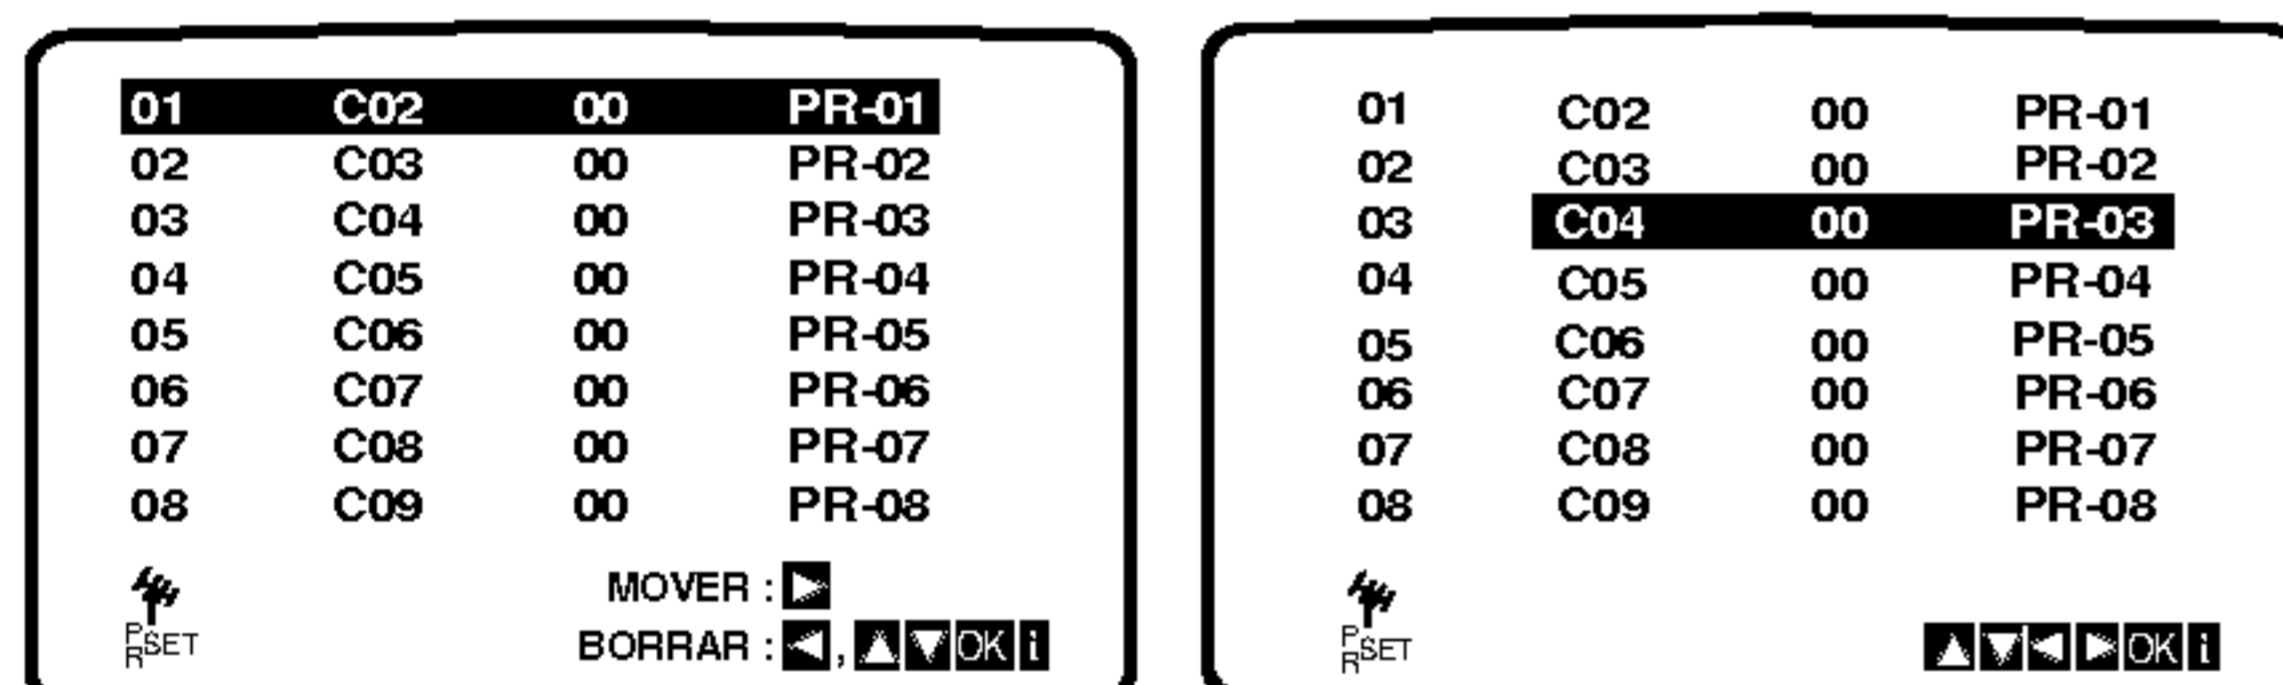 01 C02 00 PR-01
02 C03 00 PR-02
03 C04 00 PR-03
04 C05 00 PR-04
05 C06 00 PR-05
06 C07 00 PR-06
07 C08 00 PR-07
08 C09 00 PR-08
MOVER : ▶
PR SET BORRAR : ◀, ▲ ▼ OK i
01 C02 00 PR-01
02 C03 00 PR-02
03 C04 00 PR-03
04 C05 00 PR-04
05 C06 00 PR-05
06 C07 00 PR-06
07 C08 00 PR-07
08 C09 00 PR-08
PR SET ▲ ▼ ◀ ▶ OK i